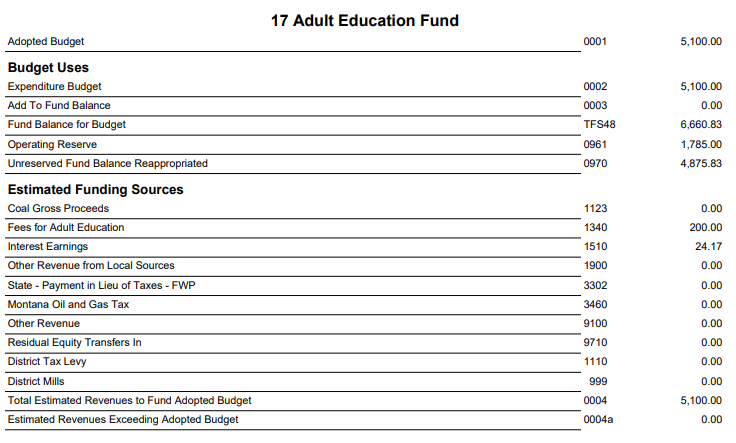 17 Adult Education Fund
Adopted Budget 0001 5,100.00
Budget Uses
Expenditure Budget 0002 5,100.00
Add To Fund Balance 0003 0.00
Fund Balance for Budget TFS48 6,660.83
Operating Reserve 0961 1,785.00
Unreserved Fund Balance Reappropriated 0970 4,875.83
Estimated Funding Sources
Coal Gross Proceeds 1123 0.00
Fees for Adult Education 1340 200.00
Interest Earnings 1510 24.17
Other Revenue from Local Sources 1900 0.00
State - Payment in Lieu of Taxes - FWP 3302 0.00
Montana Oil and Gas Tax 3460 0.00
Other Revenue 9100 0.00
Residual Equity Transfers In 9710 0.00
District Tax Levy 1110 0.00
District Mills 999 0.00
Total Estimated Revenues to Fund Adopted Budget 0004 5,100.00
Estimated Revenues Exceeding Adopted Budget 0004a 0.00